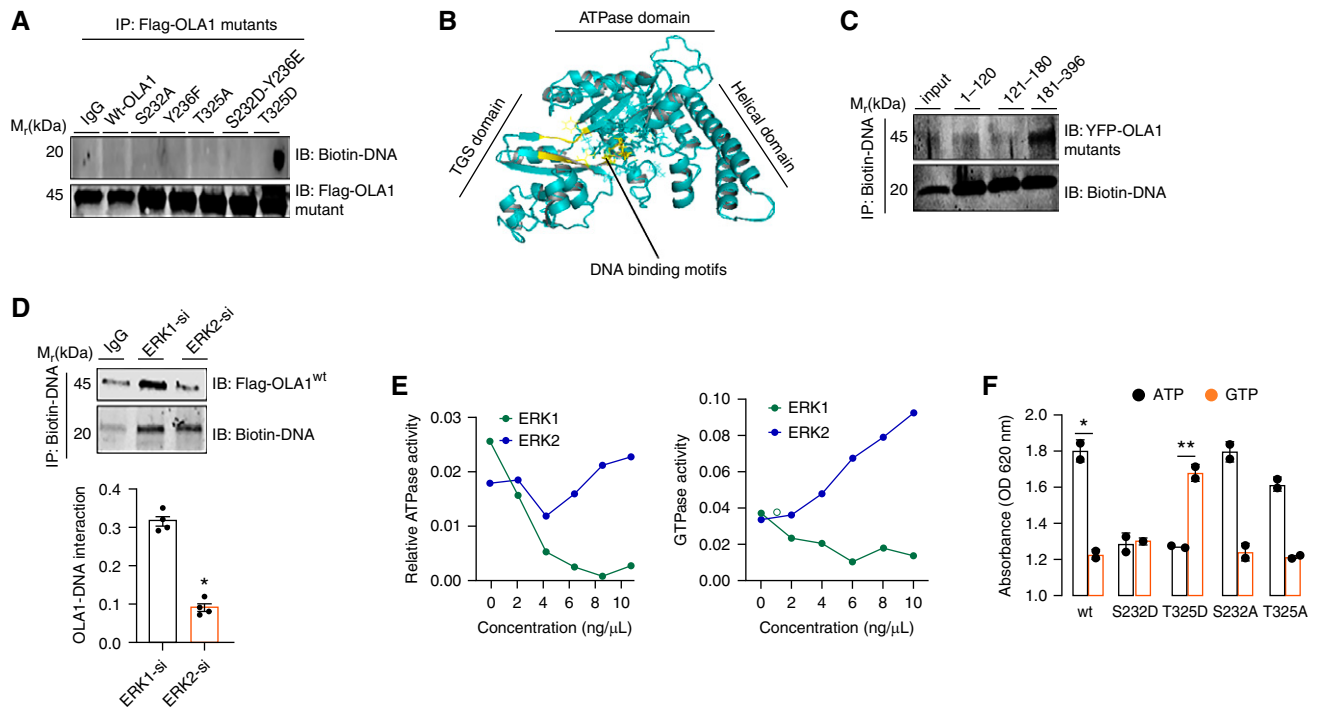 A
IP: Flag-OLA1 mutants
IgG
Wt-OLA1
S232A
Y236F
T325A
S232D-Y236E
T325D
Mr(kDa)
20
IB: Biotin-DNA
45
IB: Flag-OLA1
mutant
B
ATPase domain
TGS domain
Helical domain
DNA binding motifs
C
input
1–120
121–180
181–396
Mr(kDa)
IP: Biotin-DNA
45
IB: YFP-OLA1
mutants
20
IB: Biotin-DNA
D
IgG
ERK1-si
ERK2-si
Mr(kDa)
IP: Biotin-DNA
45
IB: Flag-OLA1wt
20
IB: Biotin-DNA
OLA1-DNA interaction
0.4
0.3
0.2
0.1
0.0
*
ERK1-si
ERK2-si
E
Relative ATPase activity
0.03
0.02
0.01
0.00
ERK1
ERK2
0 2 4 6 8 10
Concentration (ng/μL)
GTPase activity
0.10
0.08
0.06
0.04
0.02
0.00
ERK1
ERK2
0 2 4 6 8 10
Concentration (ng/μL)
F
ATP GTP
Absorbance (OD 620 nm)
2.0
1.8
1.6
1.4
1.2
1.0
*
**
wt S232D T325D S232A T325A